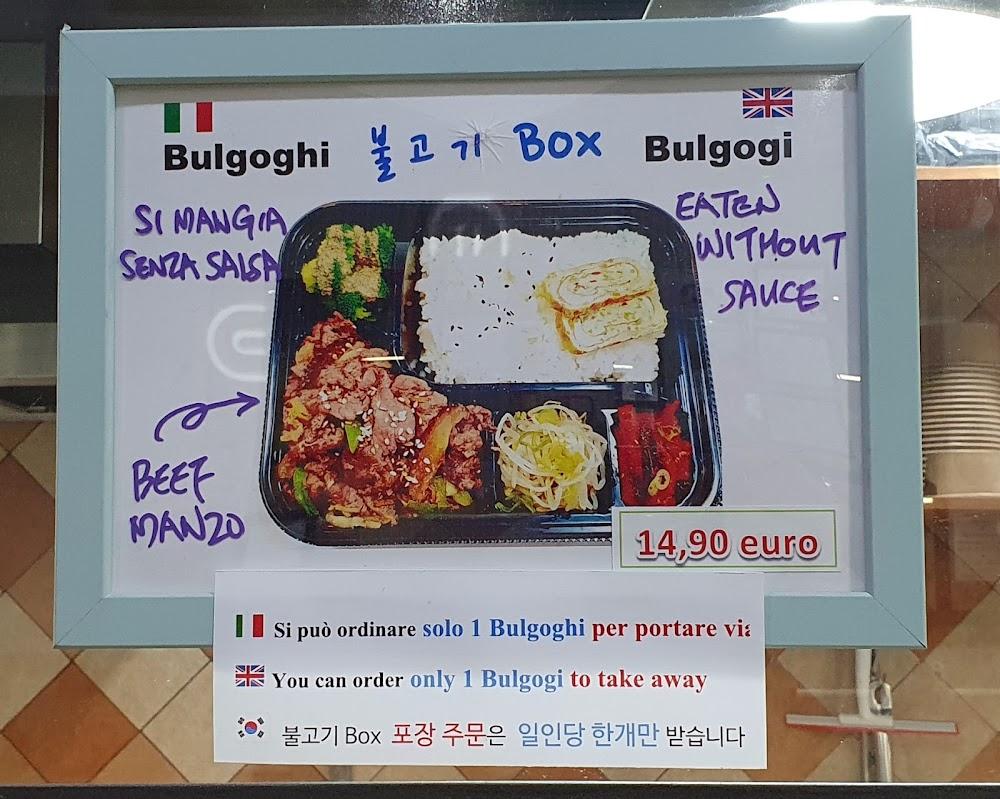 Bulgoghi
불고기 Box
Bulgogi
SI MANGIA
SENZA SALSA
EATEN
WITHOUT
SAUCE
BEEF
MANZO
14,90 euro
Si può ordinare solo 1 Bulgoghi per portare via
You can order only 1 Bulgogi to take away
불고기 Box 포장 주문은 일인당 한개만 받습니다